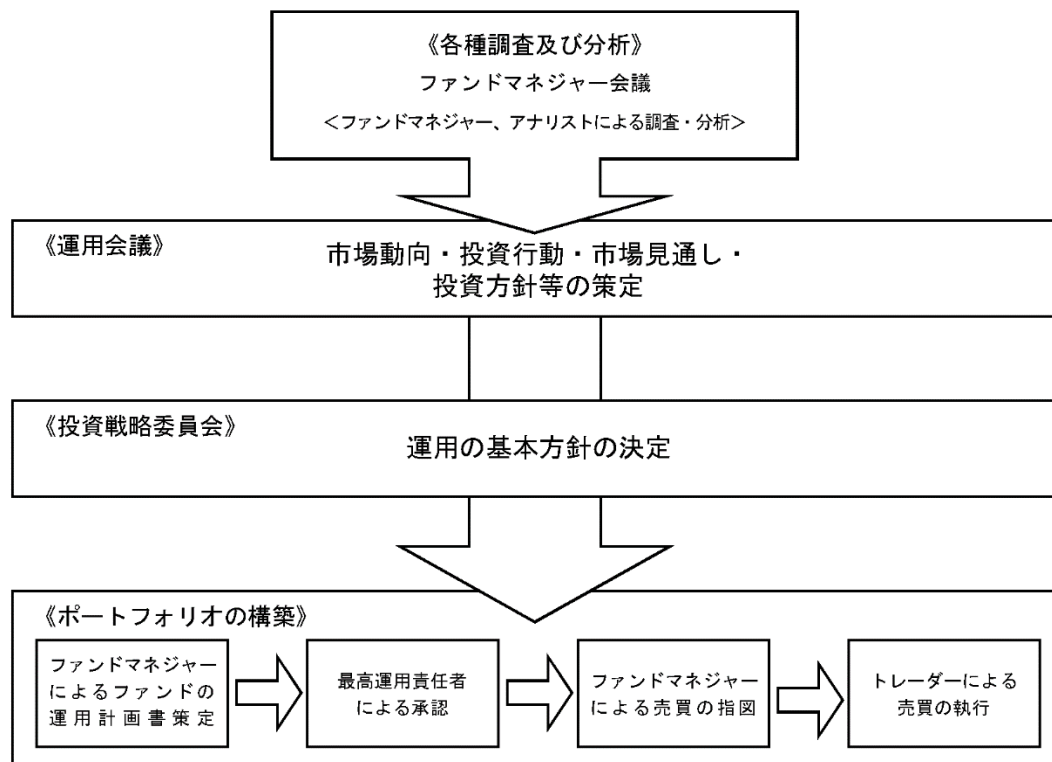 《各種調査及び分析》
ファンドマネジャー会議
＜ファンドマネジャー、アナリストによる調査・分析＞
《運用会議》
市場動向・投資行動・市場見通し・
投資方針等の策定
《投資戦略委員会》
運用の基本方針の決定
《ポートフォリオの構築》
ファンドマネジャー
によるファンドの
運用計画書策定
最高運用責任者
による承認
ファンドマネジャー
による売買の指図
トレーダーによる
売買の執行